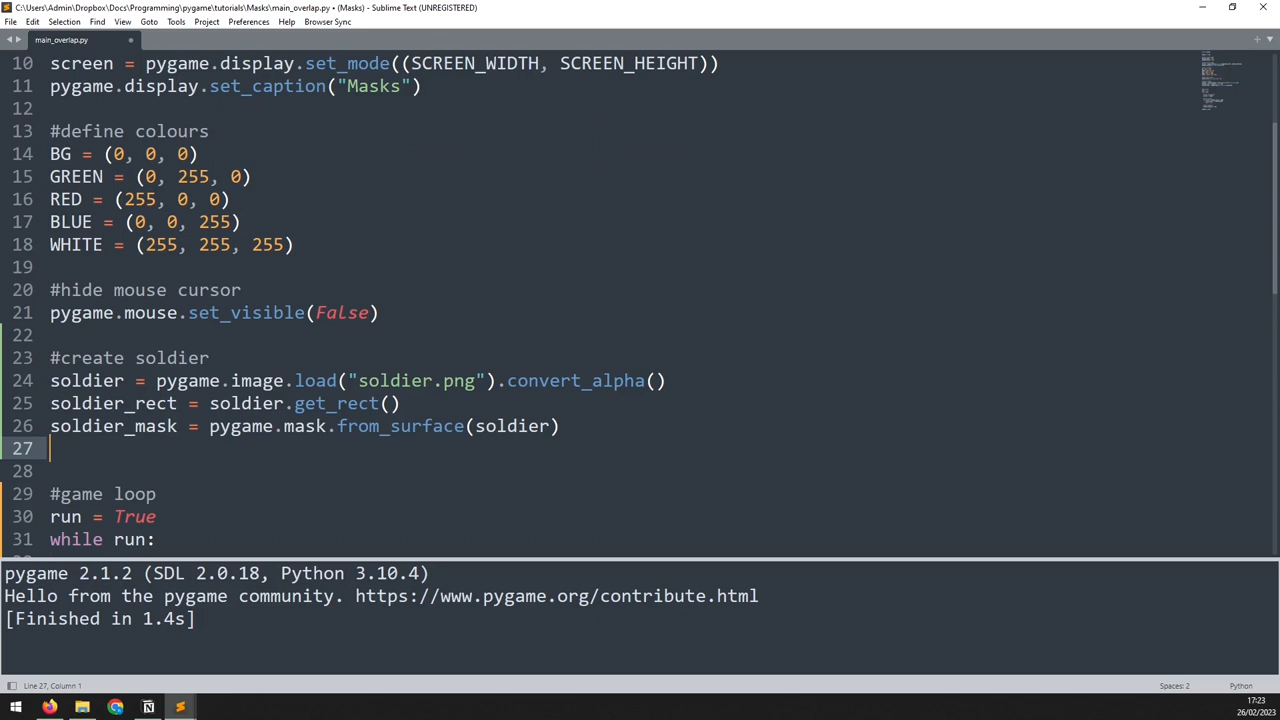 C:\Users\Admin\Dropbox\Docs\Programming\pygame\tutorials\Masks\main_overlap.py • (Masks) - Sublime Text (UNREGISTERED)
File Edit Selection Find View Goto Tools Project Preferences Help Browser Sync
main_overlap.py
10 screen = pygame.display.set_mode((SCREEN_WIDTH, SCREEN_HEIGHT))
11 pygame.display.set_caption("Masks")
12
13 #define colours
14 BG = (0, 0, 0)
15 GREEN = (0, 255, 0)
16 RED = (255, 0, 0)
17 BLUE = (0, 0, 255)
18 WHITE = (255, 255, 255)
19
20 #hide mouse cursor
21 pygame.mouse.set_visible(False)
22
23 #create soldier
24 soldier = pygame.image.load("soldier.png").convert_alpha()
25 soldier_rect = soldier.get_rect()
26 soldier_mask = pygame.mask.from_surface(soldier)
27
28
29 #game loop
30 run = True
31 while run:
pygame 2.1.2 (SDL 2.0.18, Python 3.10.4)
Hello from the pygame community. https://www.pygame.org/contribute.html
[Finished in 1.4s]
Line 27, Column 1 Spaces: 2 Python
17:23
26/02/2023